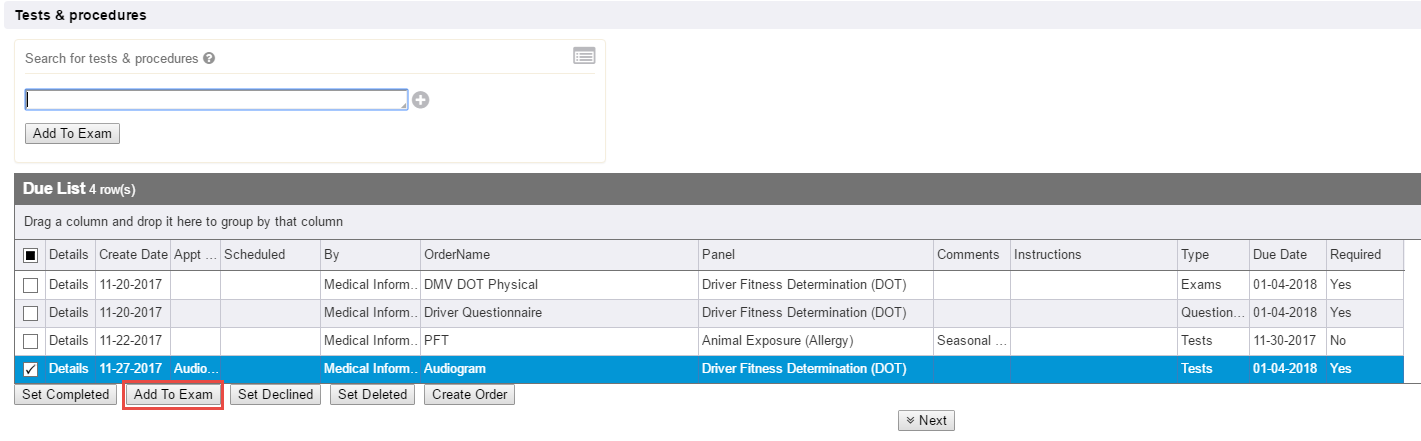 Tests & procedures
Search for tests & procedures ?
Add To Exam
Due List 4 row(s)
Drag a column and drop it here to group by that column
Details Create Date Appt ... Scheduled By OrderName Panel Comments Instructions Type Due Date Required
Details 11-20-2017 Medical Inform... DMV DOT Physical Driver Fitness Determination (DOT) Exams 01-04-2018 Yes
Details 11-20-2017 Medical Inform... Driver Questionnaire Driver Fitness Determination (DOT) Question... 01-04-2018 Yes
Details 11-22-2017 Medical Inform... PFT Animal Exposure (Allergy) Seasonal ... Tests 11-30-2017 No
Details 11-27-2017 Audio... Medical Inform... Audiogram Driver Fitness Determination (DOT) Tests 01-04-2018 Yes
Set Completed Add To Exam Set Declined Set Deleted Create Order
Next